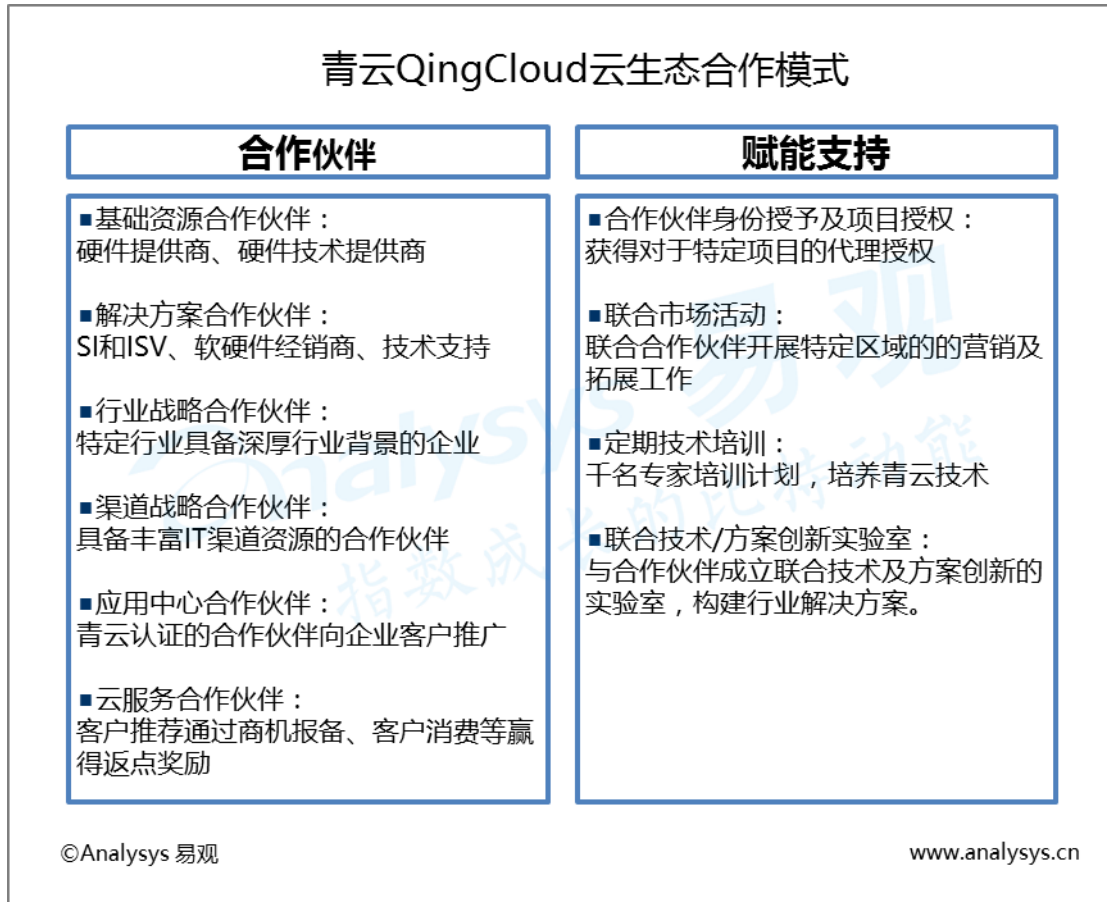 青云QingCloud云生态合作模式
合作伙伴
■基础资源合作伙伴：
硬件提供商、硬件技术提供商
■解决方案合作伙伴：
SI和ISV、软硬件经销商、技术支持
■行业战略合作伙伴：
特定行业具备深厚行业背景的企业
■渠道战略合作伙伴：
具备丰富IT渠道资源的合作伙伴
■应用中心合作伙伴：
青云认证的合作伙伴向企业客户推广
■云服务合作伙伴：
客户推荐通过商机报备、客户消费等赢
得返点奖励
赋能支持
■合作伙伴身份授予及项目授权：
获得对于特定项目的代理授权
■联合市场活动：
联合合作伙伴开展特定区域的的营销及
拓展工作
■定期技术培训：
千名专家培训计划，培养青云技术
■联合技术/方案创新实验室：
与合作伙伴成立联合技术及方案创新的
实验室，构建行业解决方案。
Analysys 易观
指数成长的比特动能
©Analysys 易观
www.analysys.cn